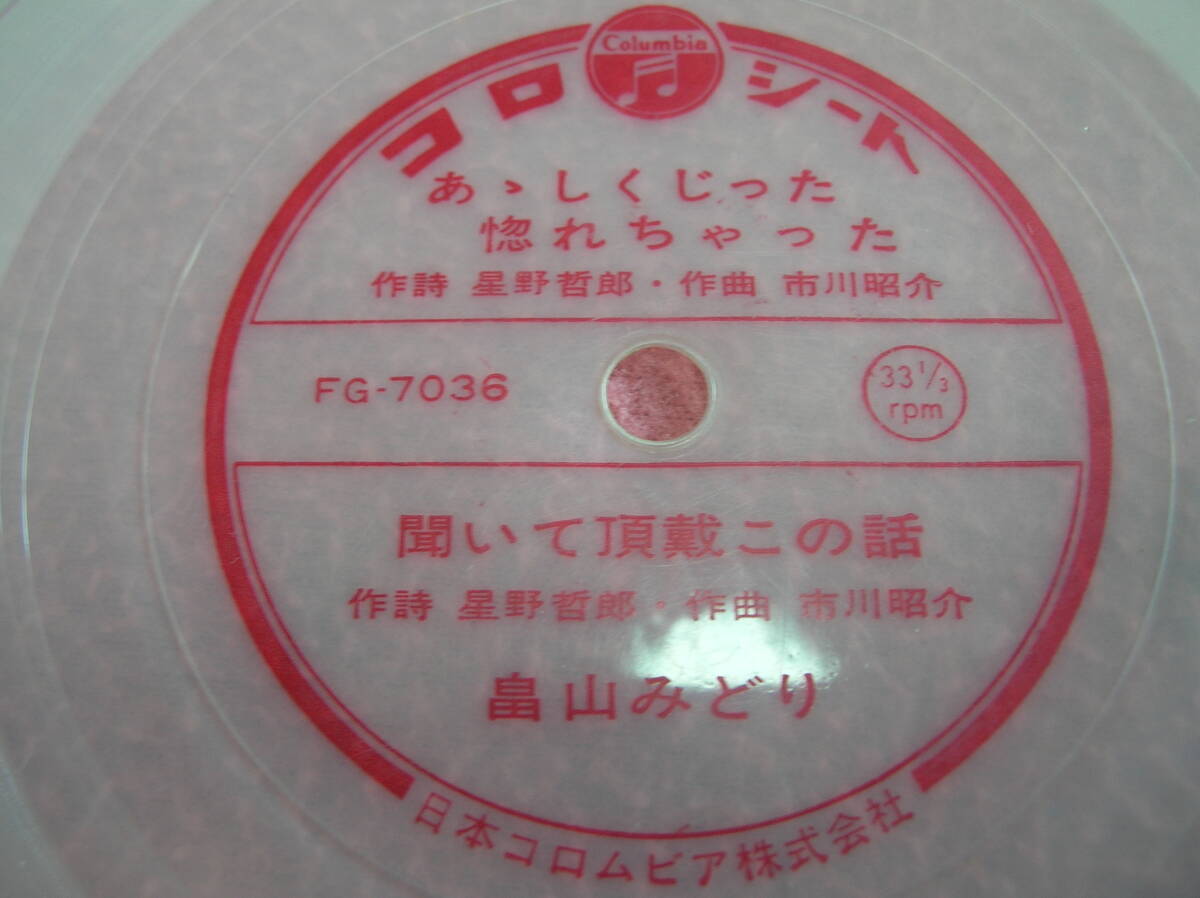 Columbia
コロシート
あゝしくじった
惚れちゃった
作詩 星野哲郎・作曲 市川昭介
FG-7036
33 1/3
rpm
聞いて頂戴この話
作詩 星野哲郎・作曲 市川昭介
畠山みどり
日本コロムビア株式会社